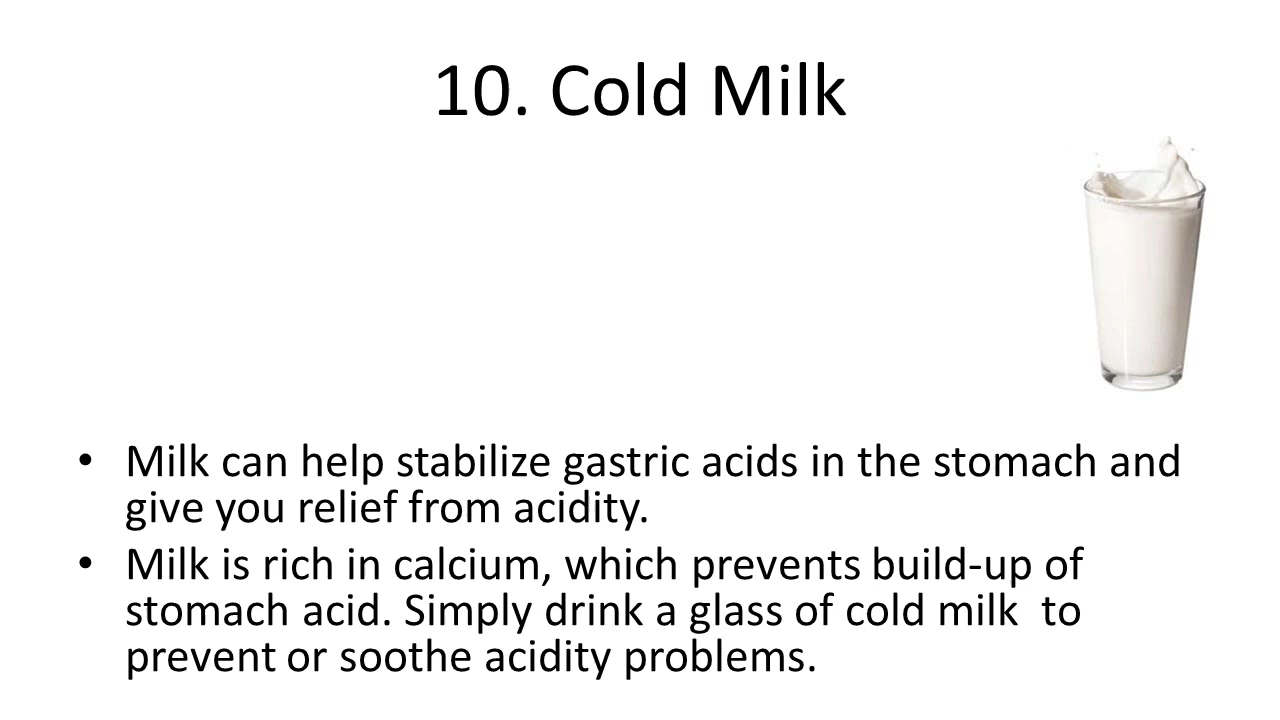 10. Cold Milk
• Milk can help stabilize gastric acids in the stomach and
give you relief from acidity.
• Milk is rich in calcium, which prevents build-up of
stomach acid. Simply drink a glass of cold milk  to
prevent or soothe acidity problems.